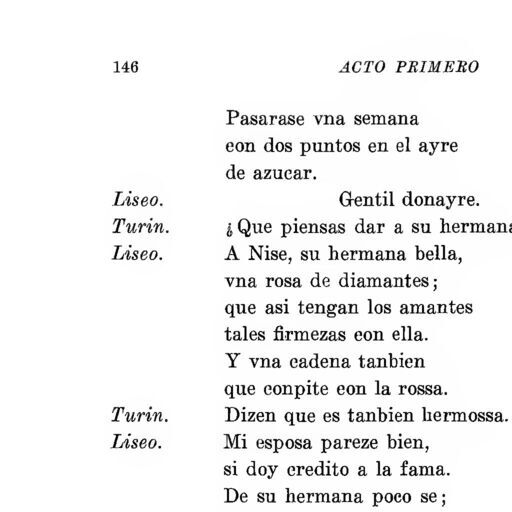 146 ACTO PRIMERO
Pasarase vna semana
con dos puntos en el ayre
de azucar.
Liseo. Gentil donayre.
Turin. ¿Que piensas dar a su hermana
Liseo. A Nise, su hermana bella,
vna rosa de diamantes;
que asi tengan los amantes
tales firmezas con ella.
Y vna cadena tanbien
que conpite con la rossa.
Turin. Dizen que es tanbien hermossa.
Liseo. Mi esposa pareze bien,
si doy credito a la fama.
De su hermana poco se;